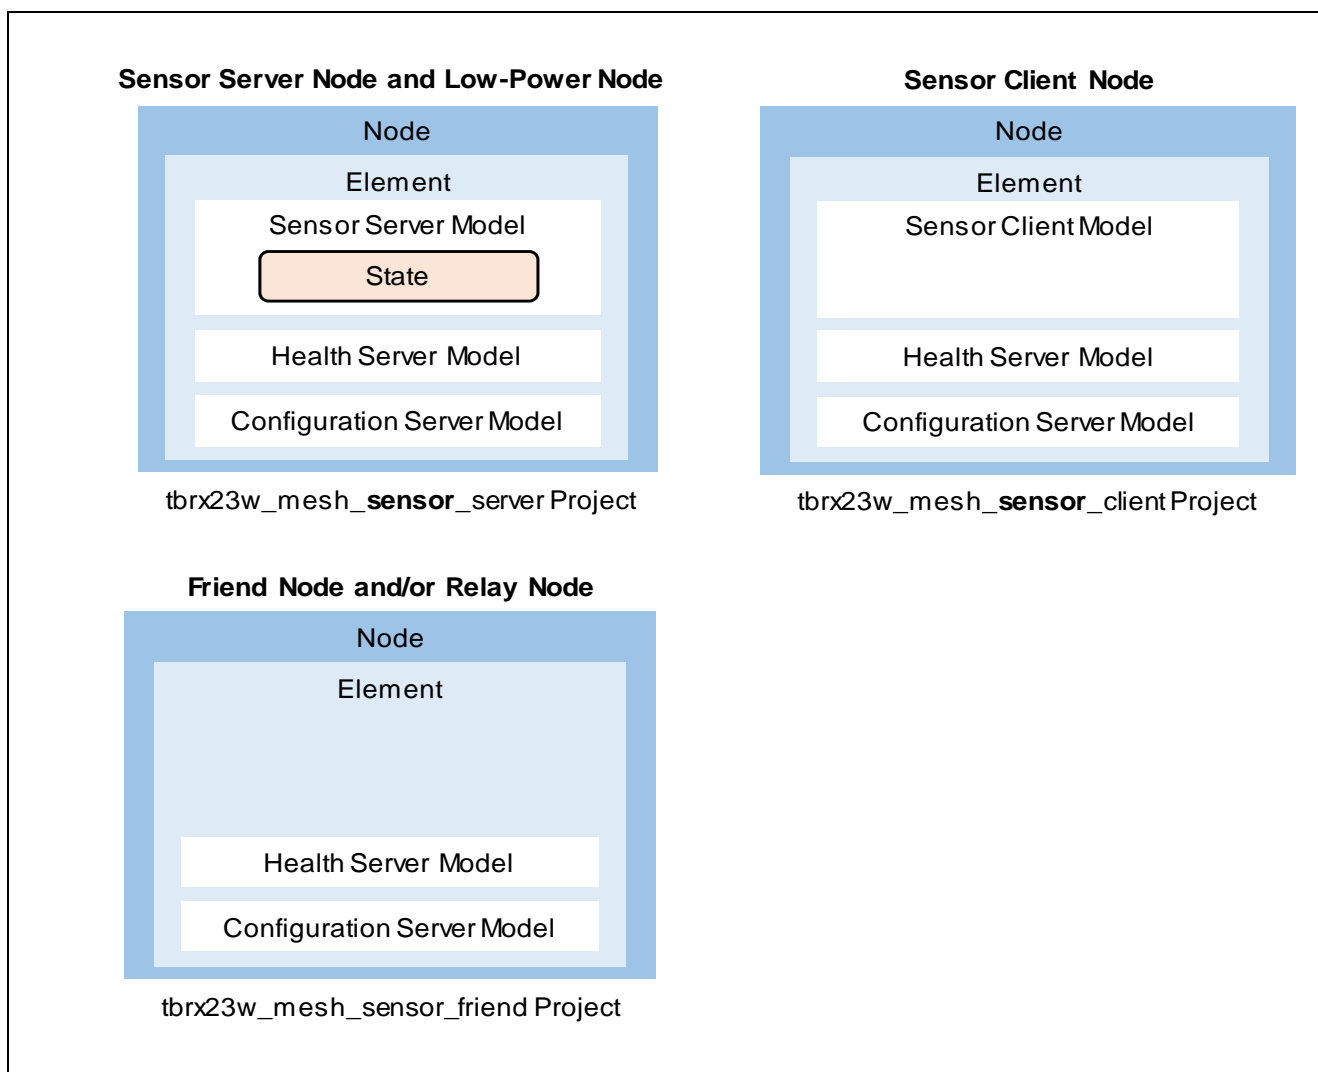 Sensor Server Node and Low-Power Node
Node
Element
Sensor Server Model
State
Health Server Model
Configuration Server Model
tbrx23w_mesh_sensor_server Project
Sensor Client Node
Node
Element
Sensor Client Model
Health Server Model
Configuration Server Model
tbrx23w_mesh_sensor_client Project
Friend Node and/or Relay Node
Node
Element
Health Server Model
Configuration Server Model
tbrx23w_mesh_sensor_friend Project